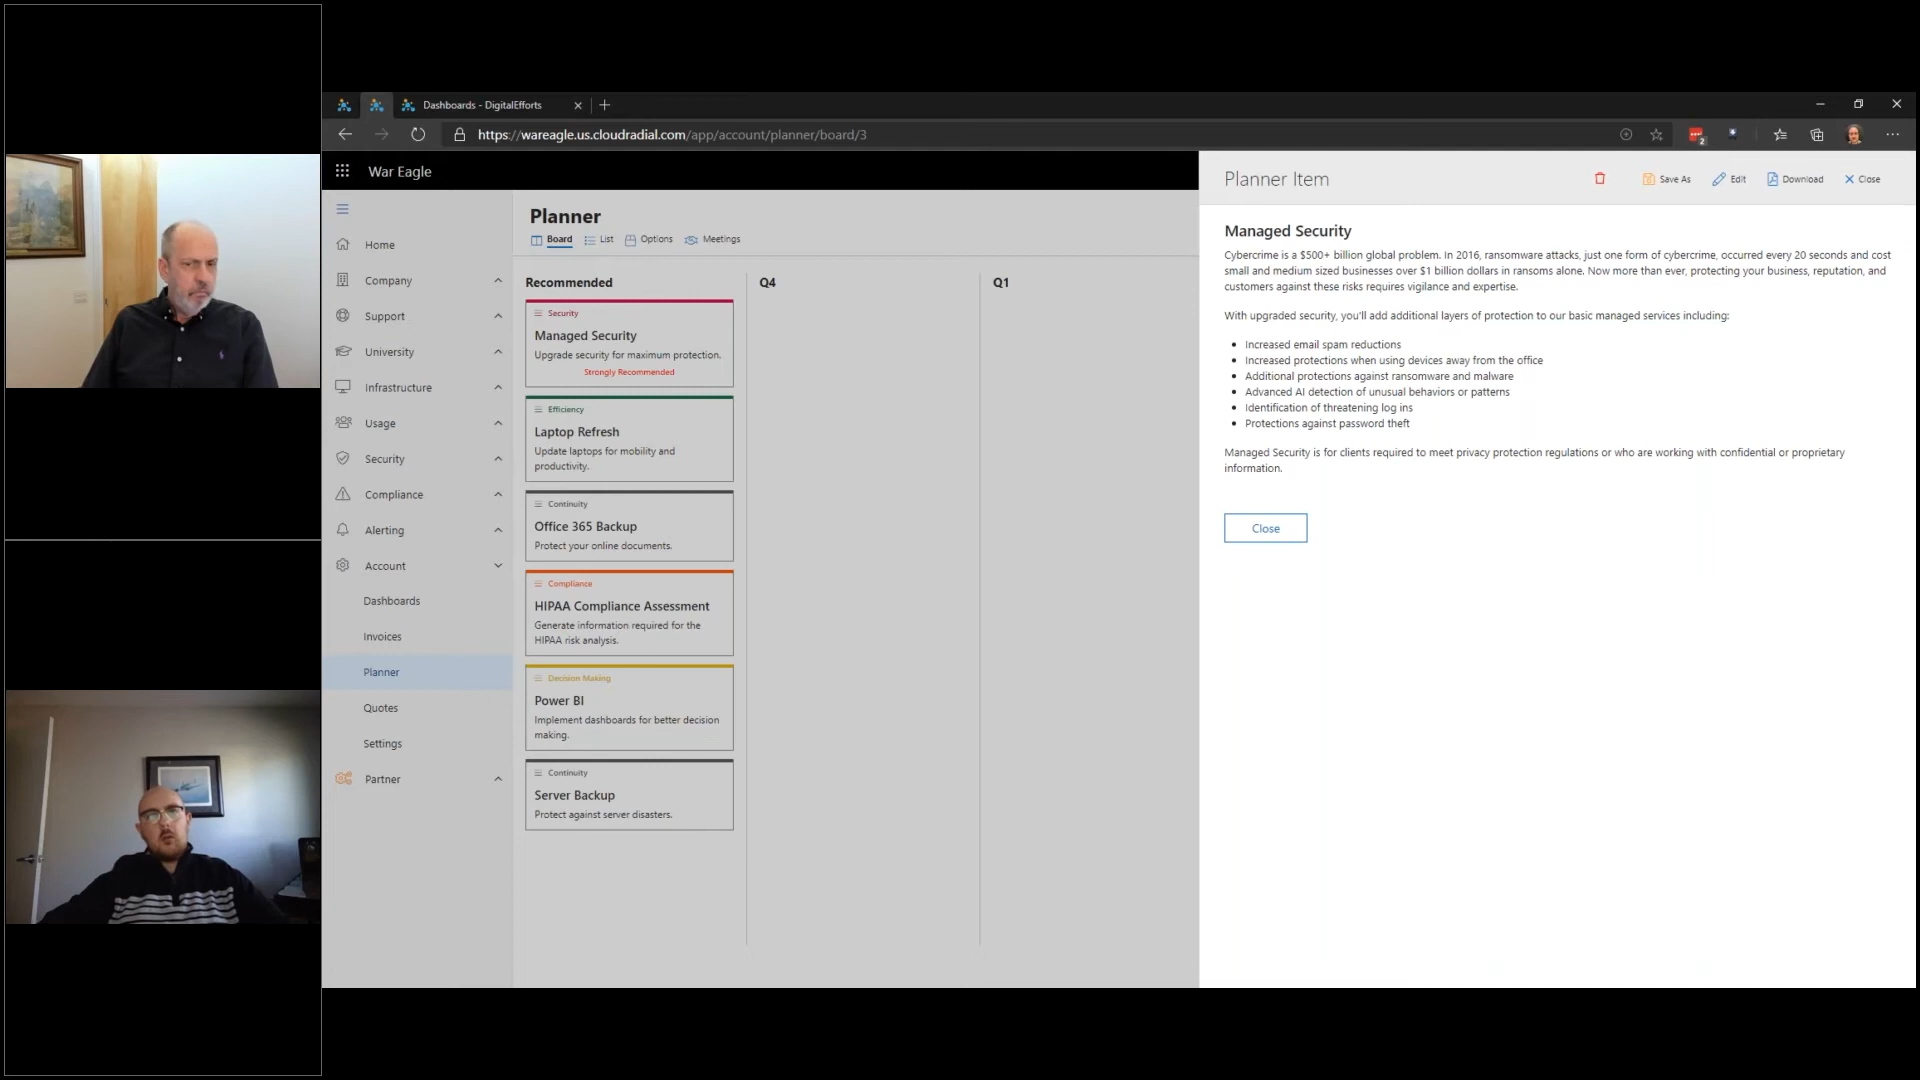 Dashboards - DigitalEfforts
https://wareagle.us.cloudradial.com/app/account/planner/board/3
2
War Eagle
Home
Company
Support
University
Infrastructure
Usage
Security
Compliance
Alerting
Account
Dashboards
Invoices
Planner
Quotes
Settings
Partner
Planner
Board List Options Meetings
Recommended
Security
Managed Security
Upgrade security for maximum protection.
Strongly Recommended
Efficiency
Laptop Refresh
Update laptops for mobility and
productivity.
Continuity
Office 365 Backup
Protect your online documents.
Compliance
HIPAA Compliance Assessment
Generate information required for the
HIPAA risk analysis.
Decision Making
Power BI
Implement dashboards for better decision
making.
Continuity
Server Backup
Protect against server disasters.
Q4
Q1
Planner Item
Save As Edit Download Close
Managed Security
Cybercrime is a $500+ billion global problem. In 2016, ransomware attacks, just one form of cybercrime, occurred every 20 seconds and cost
small and medium sized businesses over $1 billion dollars in ransoms alone. Now more than ever, protecting your business, reputation, and
customers against these risks requires vigilance and expertise.
With upgraded security, you'll add additional layers of protection to our basic managed services including:
• Increased email spam reductions
• Increased protections when using devices away from the office
• Additional protections against ransomware and malware
• Advanced AI detection of unusual behaviors or patterns
• Identification of threatening log ins
• Protections against password theft
Managed Security is for clients required to meet privacy protection regulations or who are working with confidential or proprietary
information.
Close